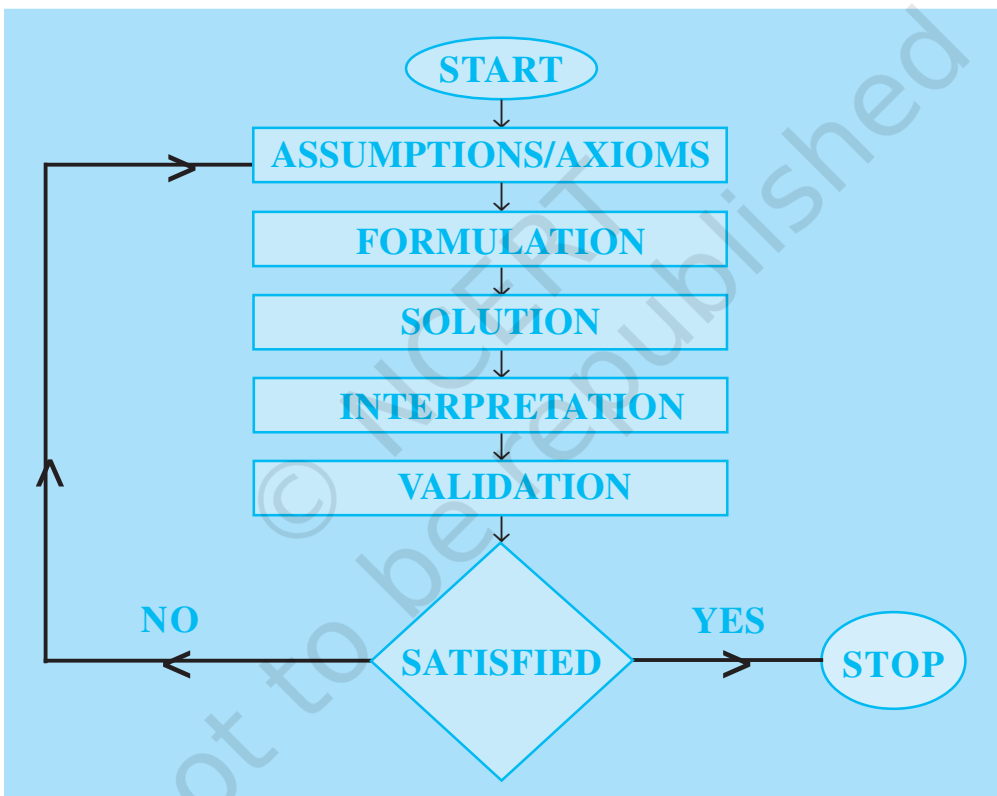 START
ASSUMPTIONS/AXIOMS
FORMULATION
SOLUTION
INTERPRETATION
VALIDATION
NO
YES
SATISFIED
STOP
© NCERT
not to be republished